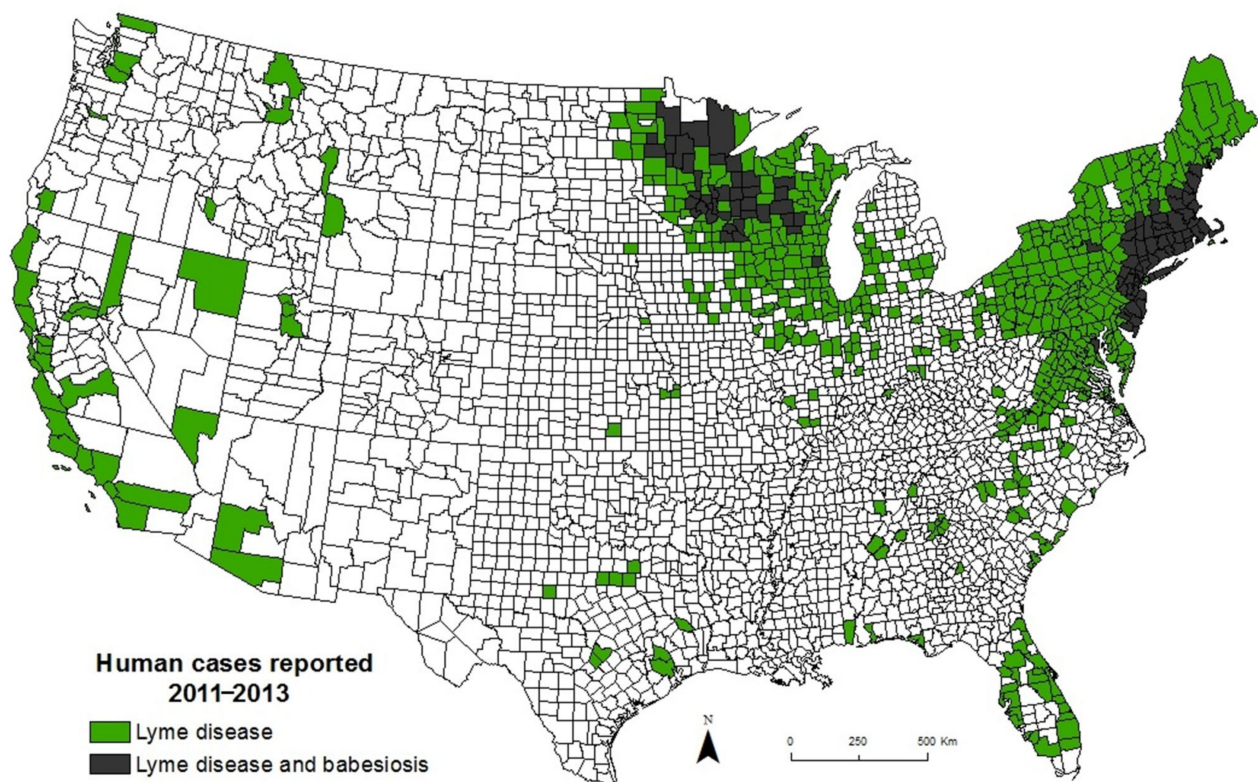 Human cases reported
2011–2013
Lyme disease
Lyme disease and babesiosis
N
0 250 500 Km